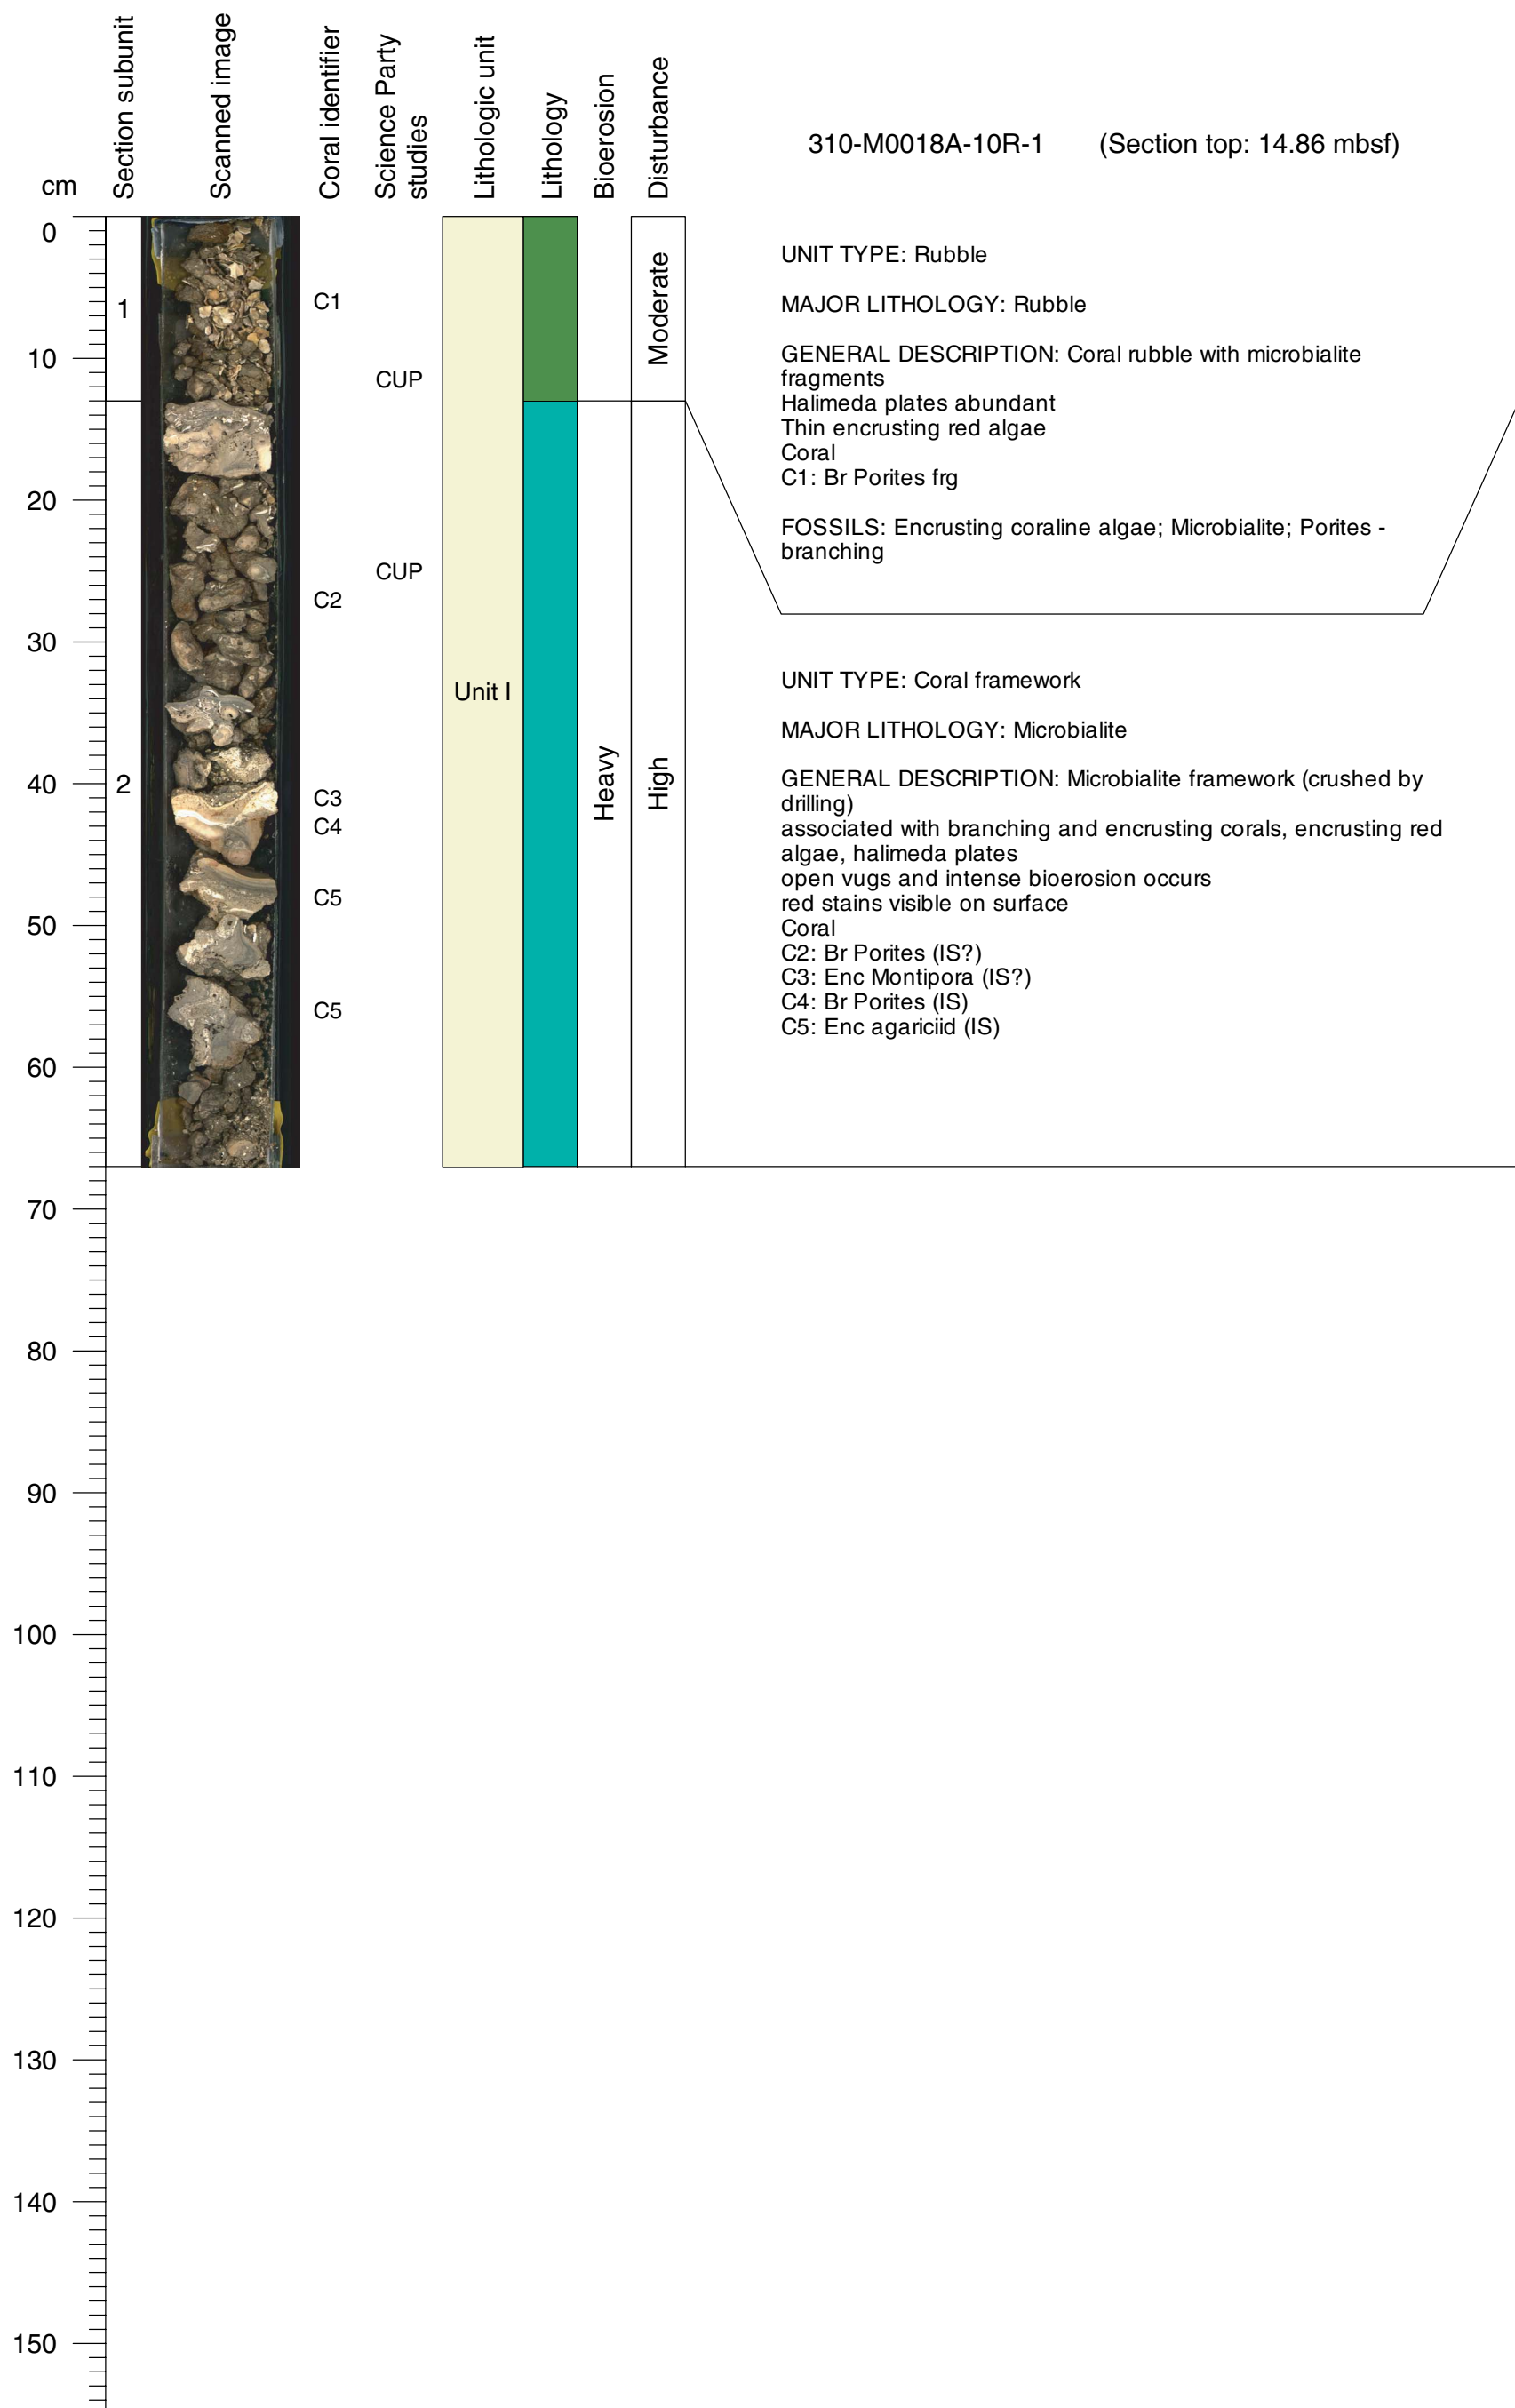 cm
Section subunit
Scanned image
Coral identifier
Science Party
studies
Lithologic unit
Lithology
Bioerosion
Disturbance
310-M0018A-10R-1 (Section top: 14.86 mbsf)
0
10
20
30
40
50
60
70
80
90
100
110
120
130
140
150
1
2
C1
C2
C3
C4
C5
C5
CUP
CUP
Unit I
Heavy
Moderate
High
UNIT TYPE: Rubble
MAJOR LITHOLOGY: Rubble
GENERAL DESCRIPTION: Coral rubble with microbialite
fragments
Halimeda plates abundant
Thin encrusting red algae
Coral
C1: Br Porites frg
FOSSILS: Encrusting coraline algae; Microbialite; Porites -
branching
UNIT TYPE: Coral framework
MAJOR LITHOLOGY: Microbialite
GENERAL DESCRIPTION: Microbialite framework (crushed by
drilling)
associated with branching and encrusting corals, encrusting red
algae, halimeda plates
open vugs and intense bioerosion occurs
red stains visible on surface
Coral
C2: Br Porites (IS?)
C3: Enc Montipora (IS?)
C4: Br Porites (IS)
C5: Enc agariciid (IS)